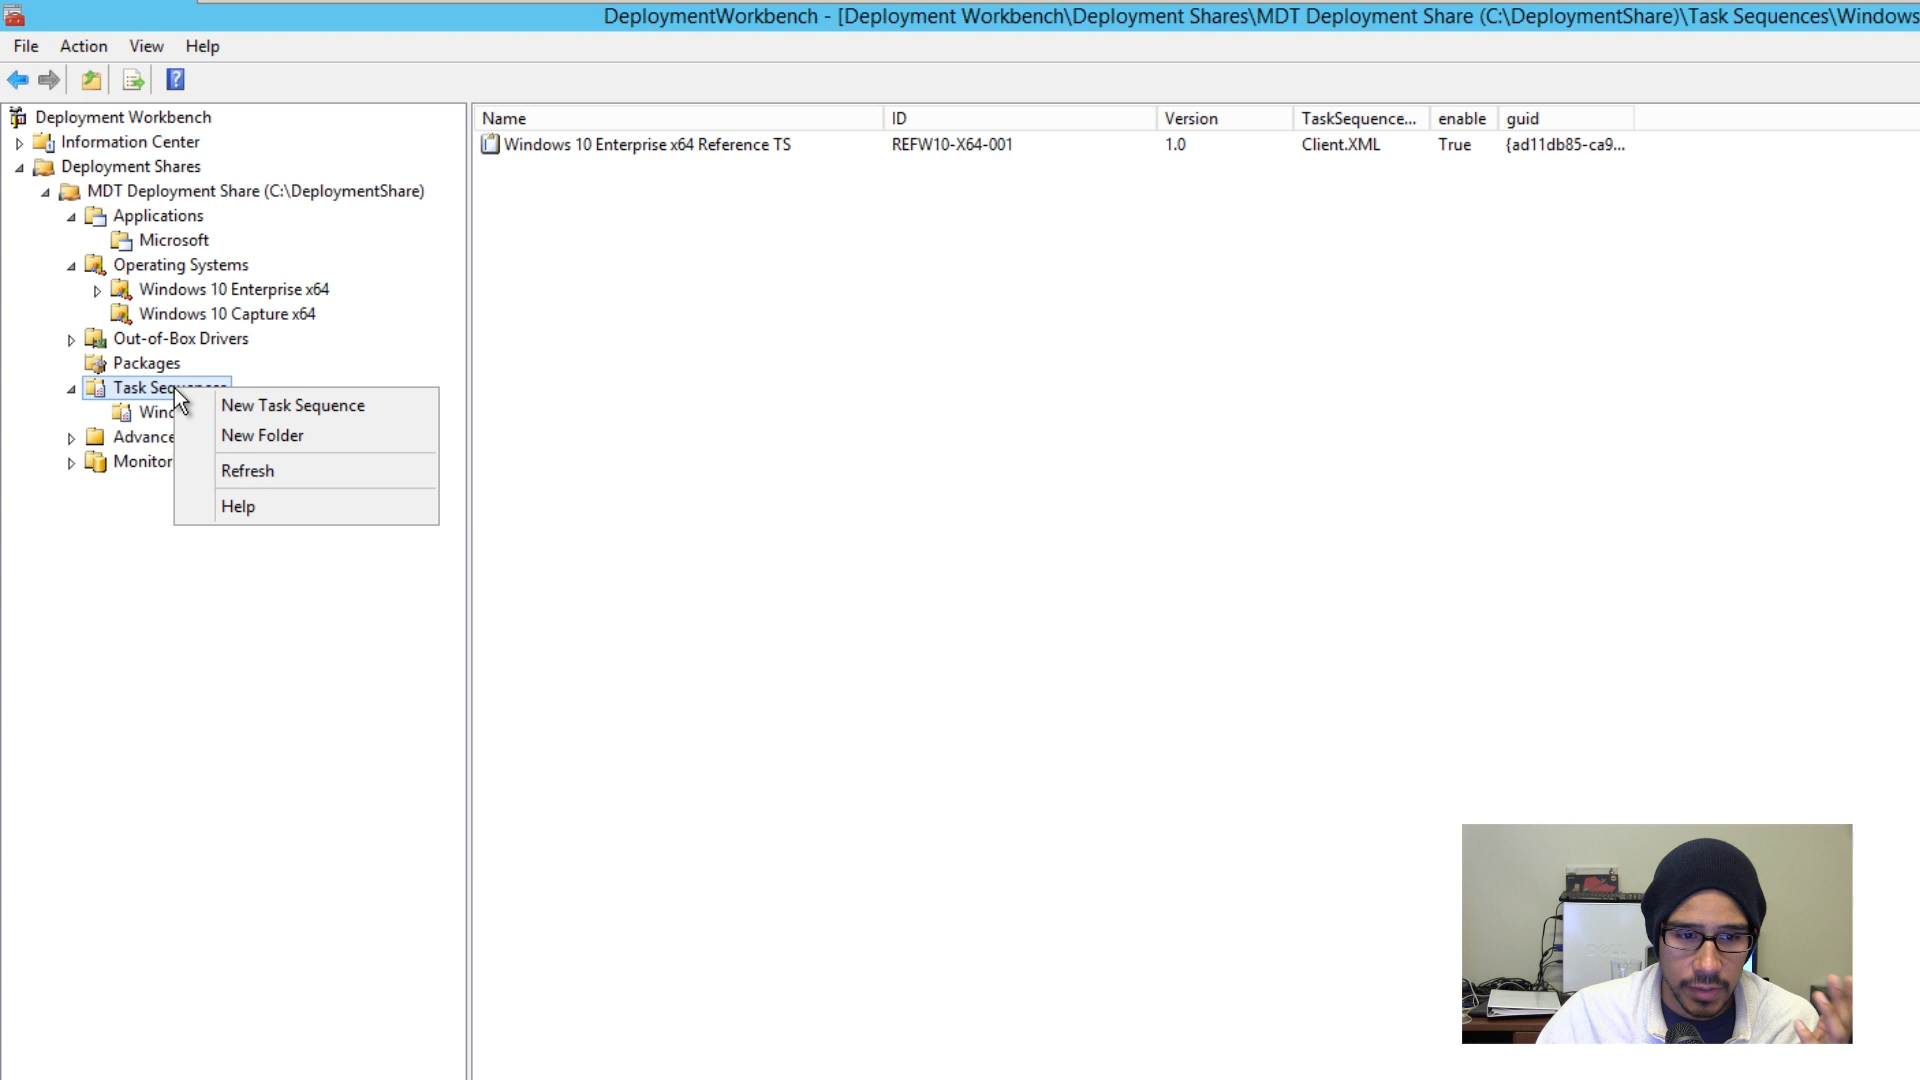 DeploymentWorkbench - [Deployment Workbench\Deployment Shares\MDT Deployment Share (C:\DeploymentShare)\Task Sequences\Windows
File Action View Help
Deployment Workbench
Information Center
Deployment Shares
MDT Deployment Share (C:\DeploymentShare)
Applications
Microsoft
Operating Systems
Windows 10 Enterprise x64
Windows 10 Capture x64
Out-of-Box Drivers
Packages
Task Sequences
Wind
Advance
Monitor
New Task Sequence
New Folder
Refresh
Help
Name ID Version TaskSequence... enable guid
Windows 10 Enterprise x64 Reference TS REFW10-X64-001 1.0 Client.XML True {ad11db85-ca9...
DELL